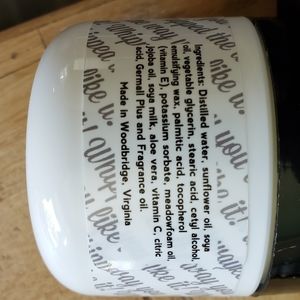 Ingredients: Distilled water, sunflower oil, soya
oil, vegetable glycerin, stearic acid, cetyl alcohol,
emulsifying wax, palmitic acid, tocopherol
(vitamin E), potassium sorbate, meadowfoam oil,
jojoba oil, soya milk, aloe vera, vitamin C, citric
acid, Germall Plus and Fragrance oil.
Made in Woodbridge, Virginia